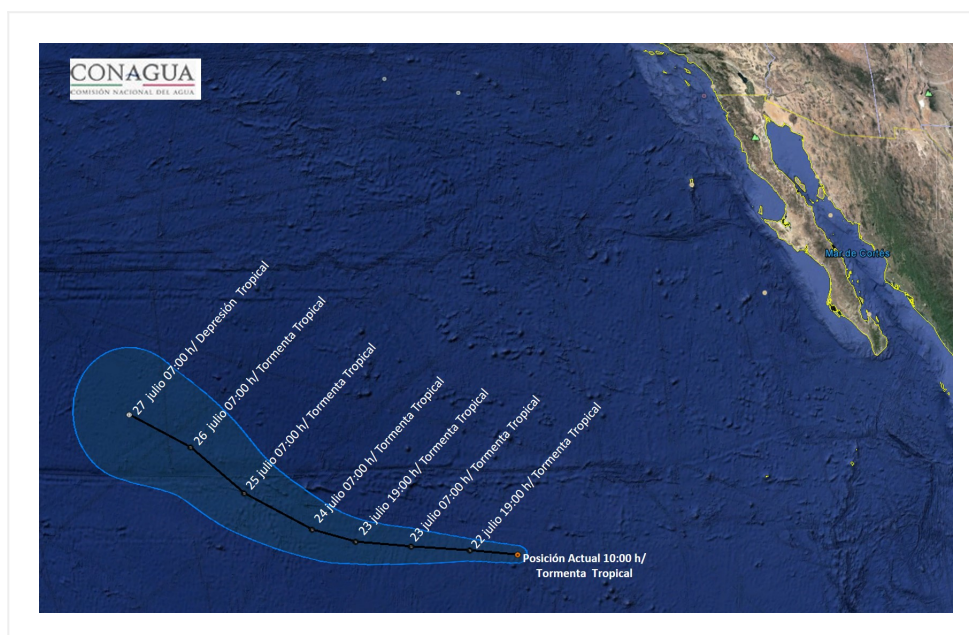 CONAGUA
COMISIÓN NACIONAL DEL AGUA
Mar de Cortés
27 julio 07:00 h/ Depresión Tropical
26 julio 07:00 h/ Tormenta Tropical
25 julio 07:00 h/ Tormenta Tropical
24 julio 07:00 h/ Tormenta Tropical
23 julio 19:00 h/ Tormenta Tropical
23 julio 07:00 h/ Tormenta Tropical
22 julio 19:00 h/ Tormenta Tropical
Posición Actual 10:00 h/
Tormenta Tropical